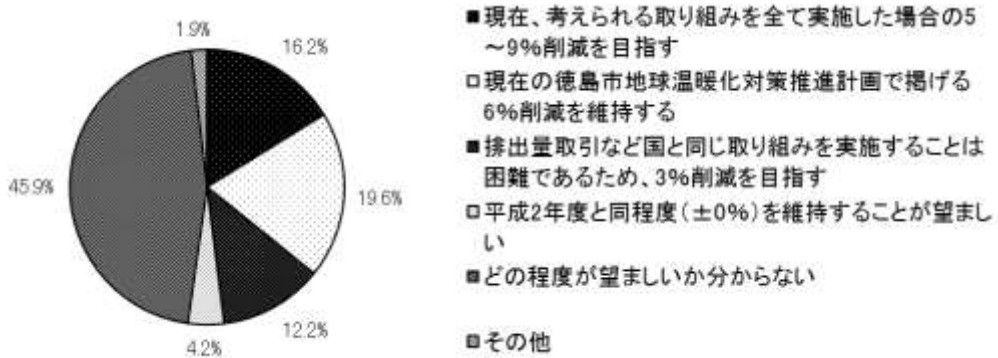 1.9%
16.2%
45.9%
19.6%
12.2%
4.2%
■現在、考えられる取り組みを全て実施した場合の5
～9%削減を目指す
□現在の徳島市地球温暖化対策推進計画で掲げる
6%削減を維持する
■排出量取引など国と同じ取り組みを実施することは
困難であるため、3%削減を目指す
□平成2年度と同程度(±0%)を維持することが望まし
い
■どの程度が望ましいか分からない
□その他